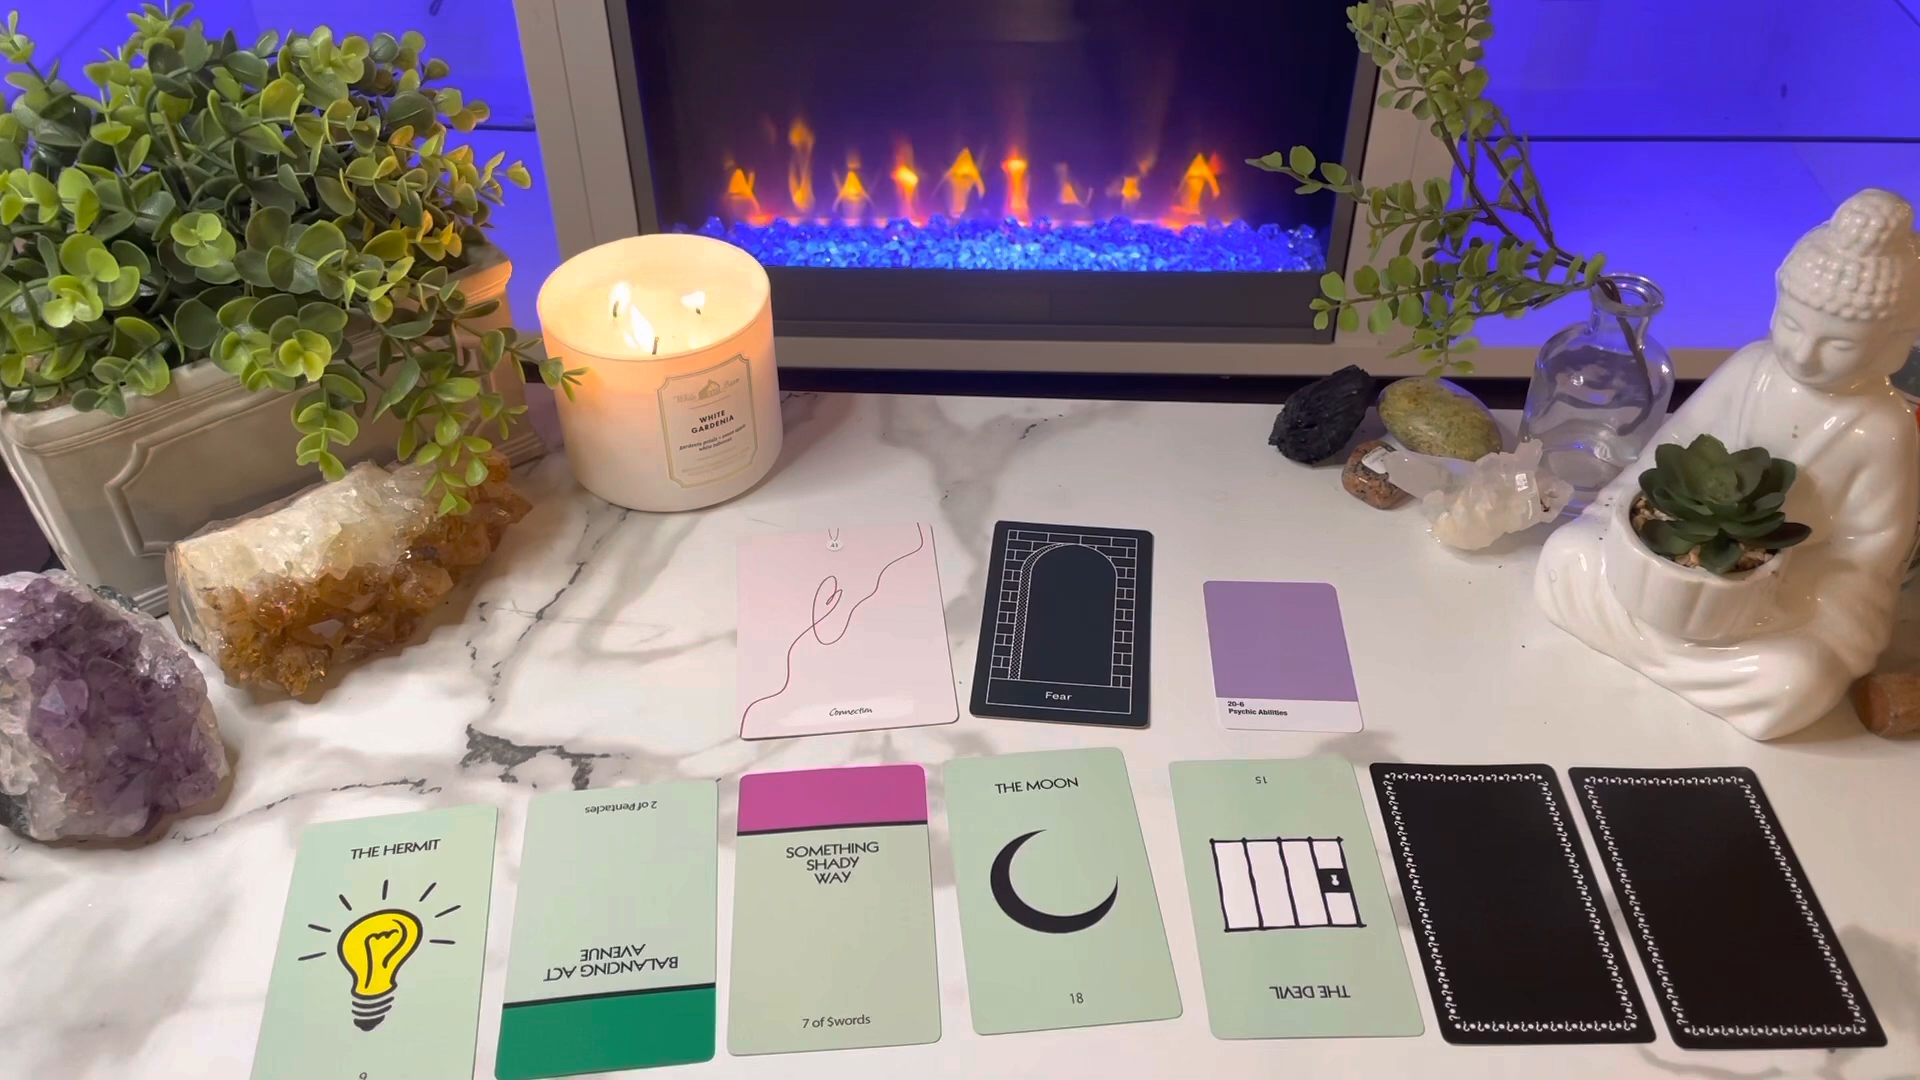 WHITE
GARDENIA
41
Connection
Fear
20-6
Psychic Abilities
THE HERMIT
2 of Pentacles
BALANCING ACT
AVENUE
SOMETHING
SHADY
WAY
7 of Swords
THE MOON
18
15
THE DEVIL